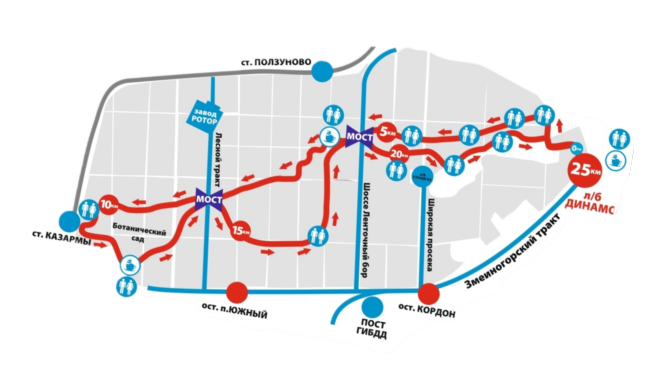 ст. ПОЛЗУНОВО
завод
РОТОР
Лесной тракт
МОСТ
5км
20км
0км
25КМ
л/б
ДИНАМО
МОСТ
10км
15км
Ботанический
сад
ст. КАЗАРМЫ
Шоссе Ленточный бор
Широкая просека
Змеиногорский тракт
ост. п.ЮЖНЫЙ
ост. КОРДОН
ПОСТ
ГИБДД